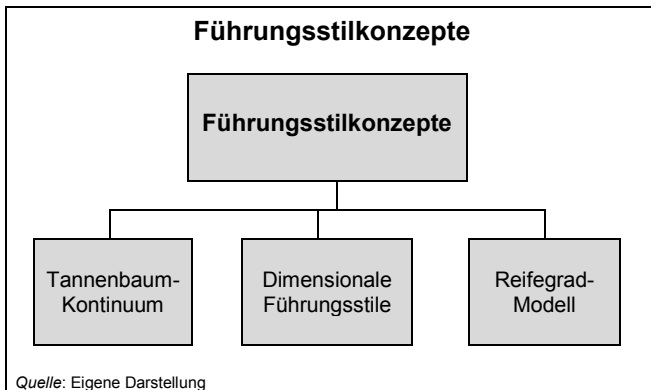 Führungsstilkonzepte
Führungsstilkonzepte
Tannenbaum-
Kontinuum
Dimensionale
Führungsstile
Reifegrad-
Modell
Quelle: Eigene Darstellung